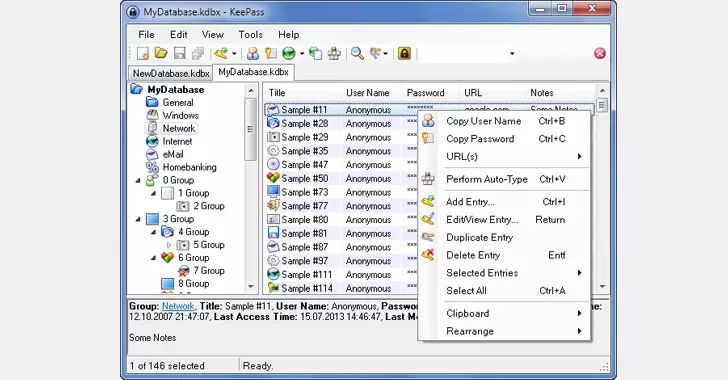 MyDatabase.kdbx - KeePass
File Edit View Tools Help
NewDatabase.kdbx MyDatabase.kdbx
MyDatabase
General
Windows
Network
Internet
eMail
Homebanking
0 Group
1 Group
2 Group
3 Group
4 Group
5 Group
6 Group
7 Group
8 Group
Title User Name Password URL Notes
Sample #11 Anonymous ******** google.com Some Notes
Sample #28 Anonymous
Sample #29 Anonymous
Sample #35 Anonymous
Sample #47 Anonymous
Sample #50 Anonymous
Sample #73 Anonymous
Sample #77 Anonymous
Sample #80 Anonymous
Sample #81 Anonymous
Sample #87 Anonymous
Sample #97 Anonymous
Sample #111 Anonymous
Sample #114 Anonymous
Copy User Name Ctrl+B
Copy Password Ctrl+C
URL(s)
Perform Auto-Type Ctrl+V
Add Entry... Ctrl+I
Edit/View Entry... Return
Duplicate Entry
Delete Entry Entf
Selected Entries
Select All Ctrl+A
Clipboard
Rearrange
Group: Network, Title: Sample #11, User Name: Anonymous, Passwo
12.10.2007 21:47:07, Last Access Time: 15.07.2013 14:46:47, Last Mo
Some Notes
1 of 146 selected Ready.